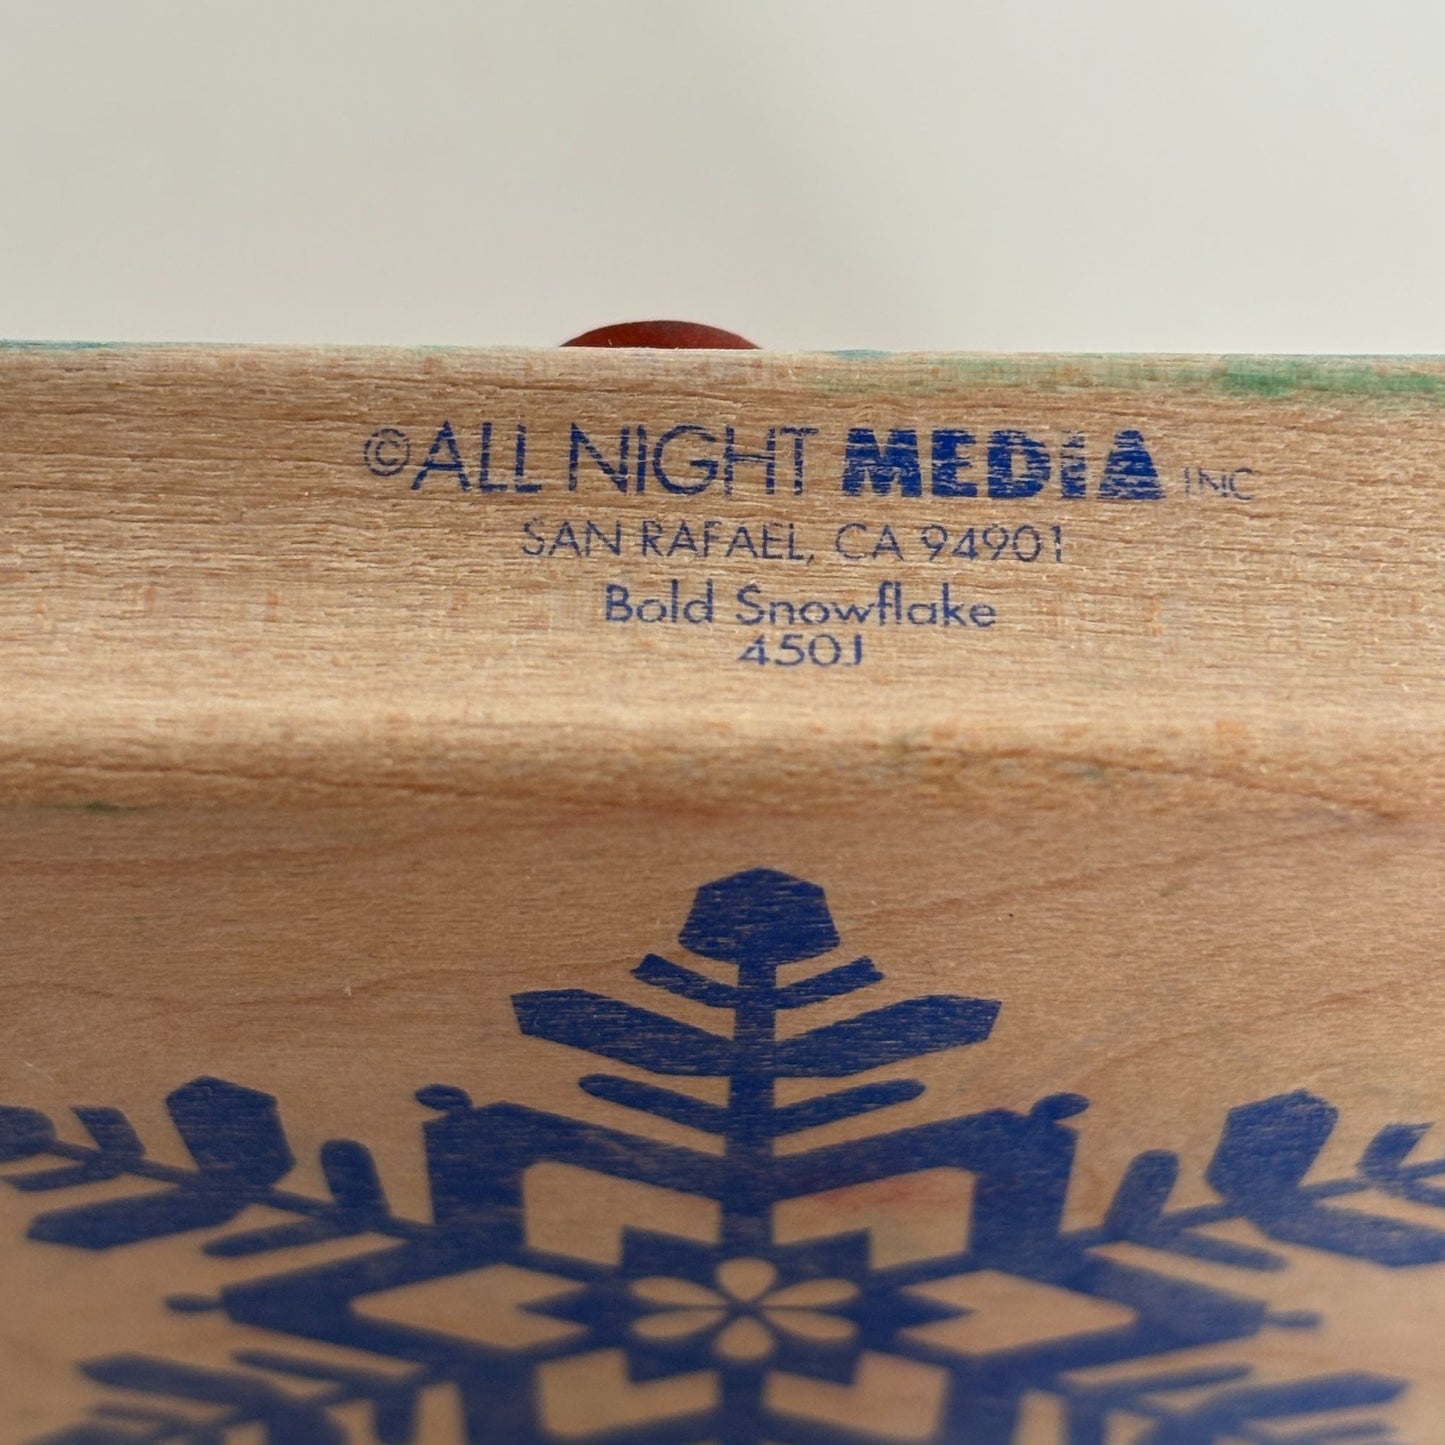 ©ALL NIGHT MEDIA INC
SAN RAFAEL, CA 94901
Bold Snowflake
450J